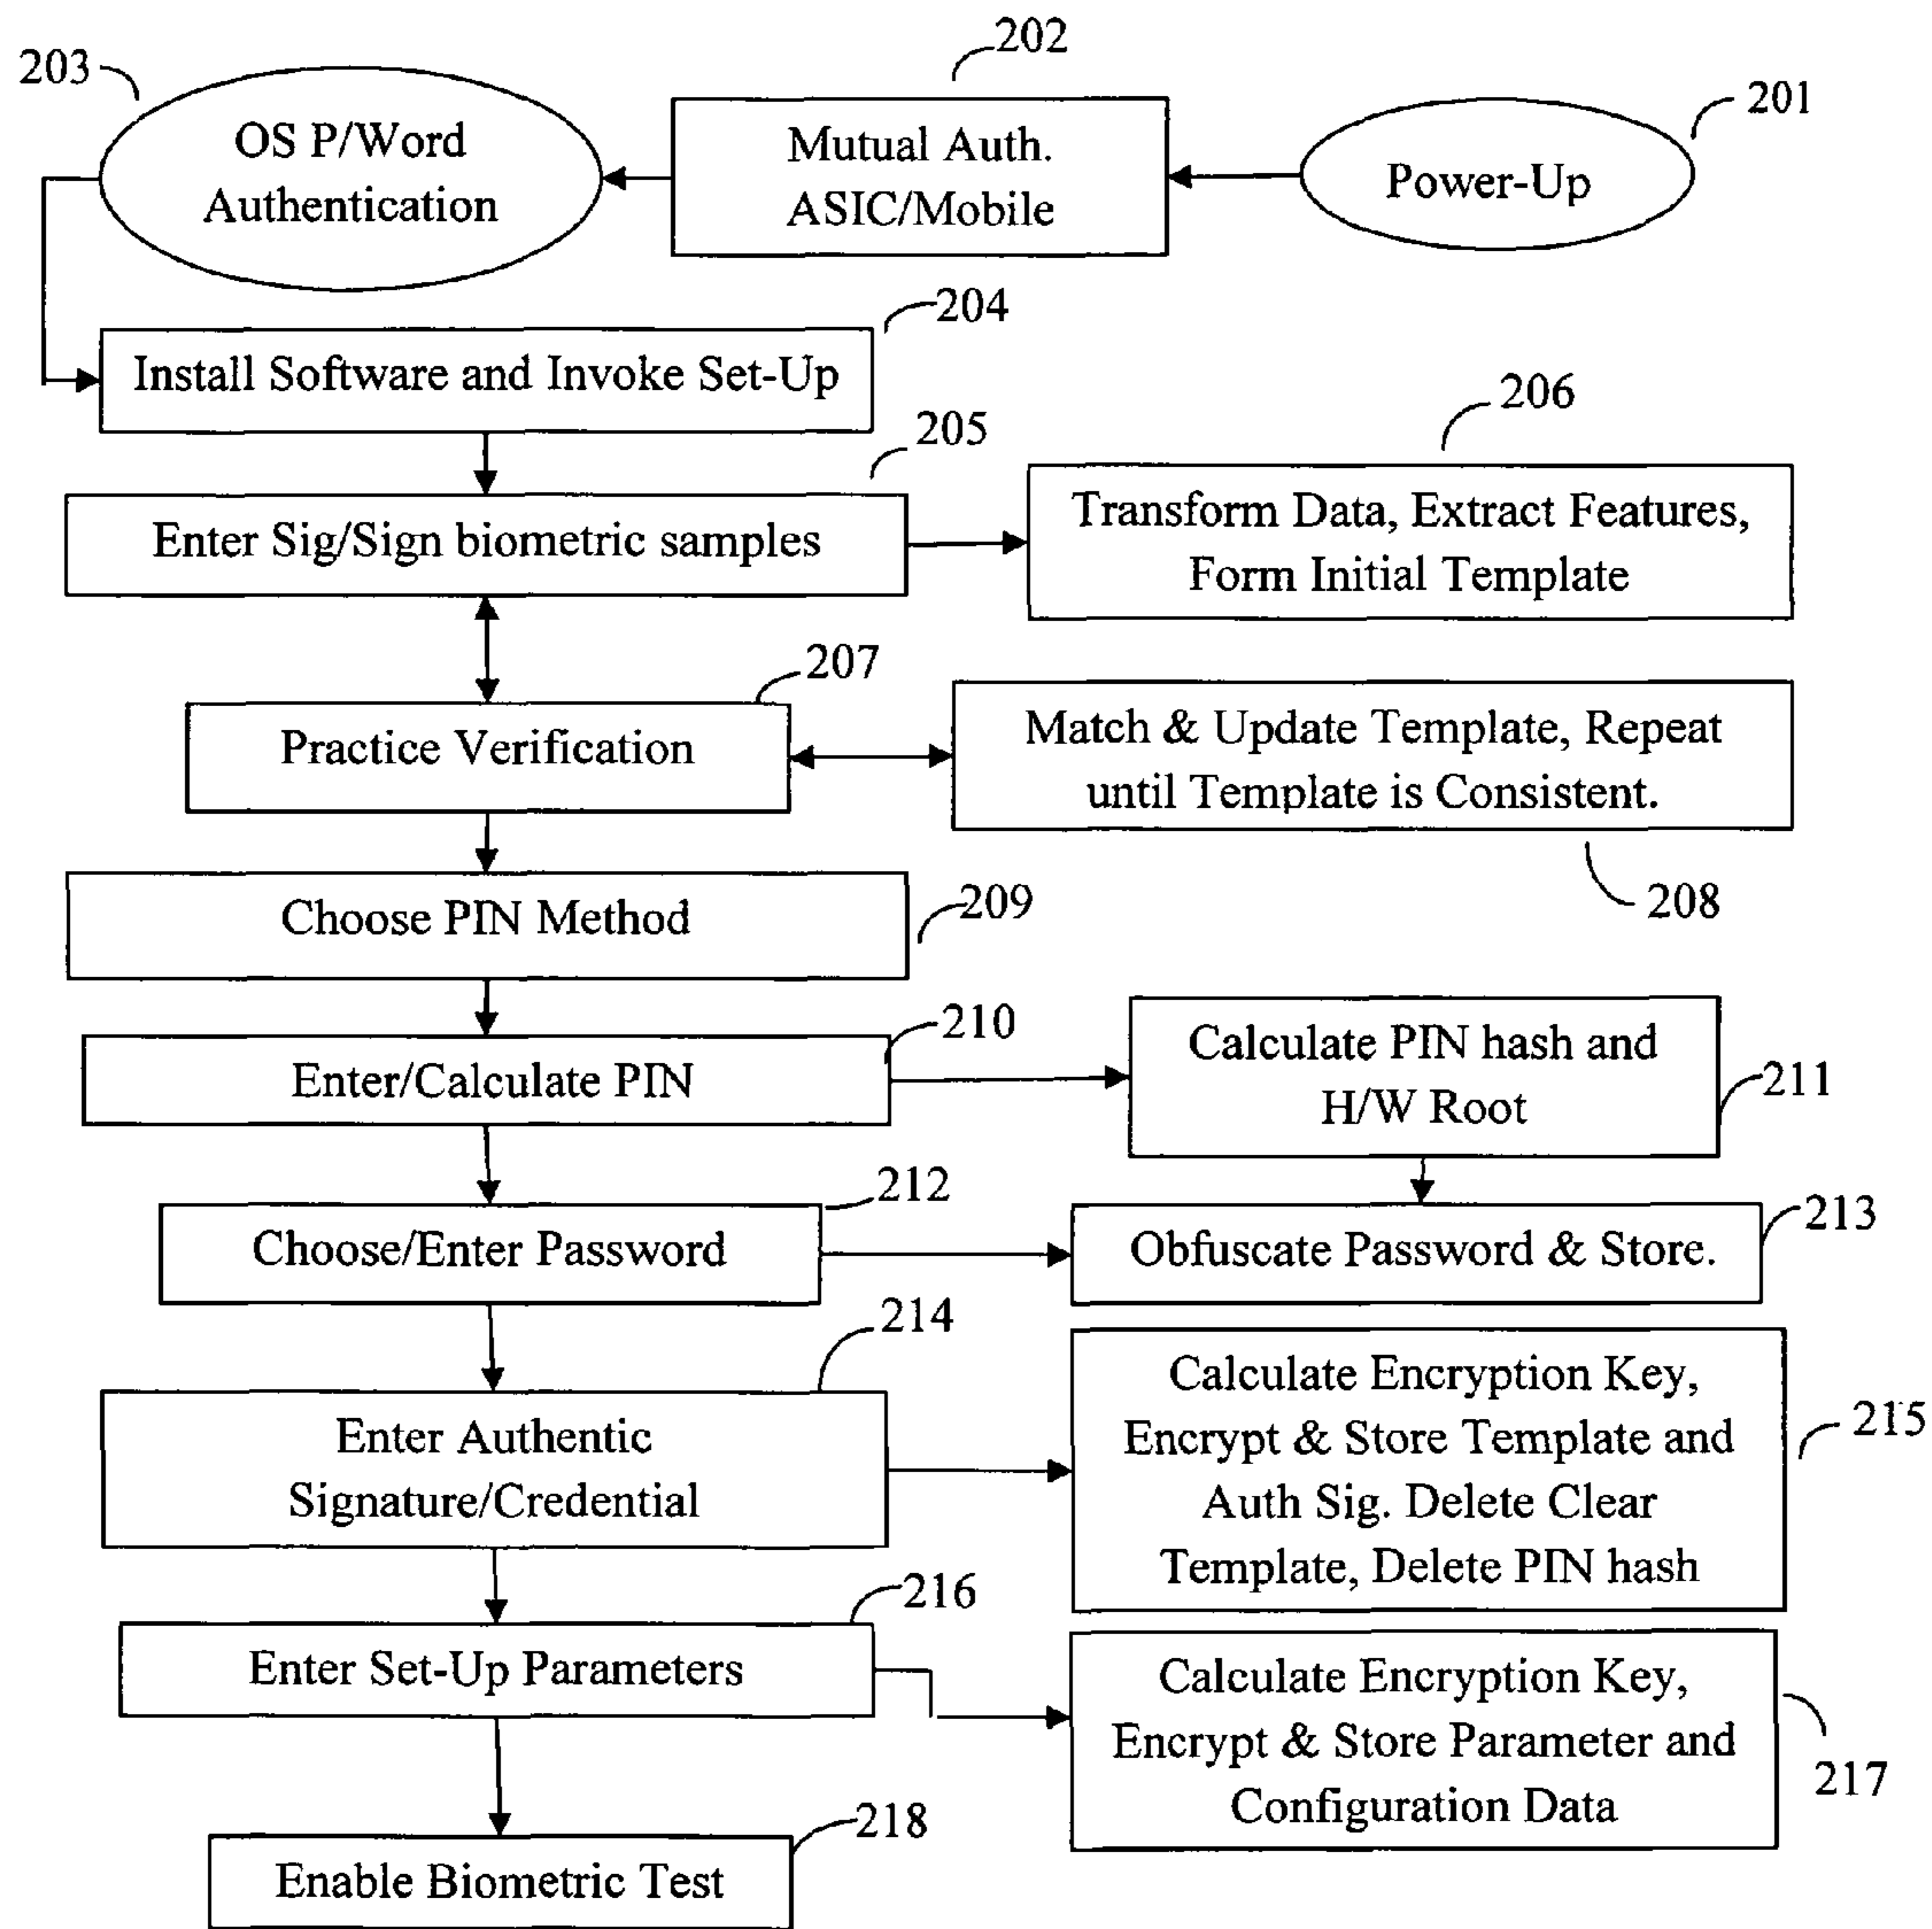 202
203
201
OS P/Word
Authentication
Mutual Auth.
ASIC/Mobile
Power-Up
204
Install Software and Invoke Set-Up
205
206
Enter Sig/Sign biometric samples
Transform Data, Extract Features,
Form Initial Template
207
Practice Verification
Match & Update Template, Repeat
until Template is Consistent.
208
Choose PIN Method
209
210
Enter/Calculate PIN
Calculate PIN hash and
H/W Root
211
212
Choose/Enter Password
Obfuscate Password & Store.
213
214
Enter Authentic
Signature/Credential
Calculate Encryption Key,
Encrypt & Store Template and
Auth Sig. Delete Clear
Template, Delete PIN hash
215
216
Enter Set-Up Parameters
Calculate Encryption Key,
Encrypt & Store Parameter and
Configuration Data
217
218
Enable Biometric Test